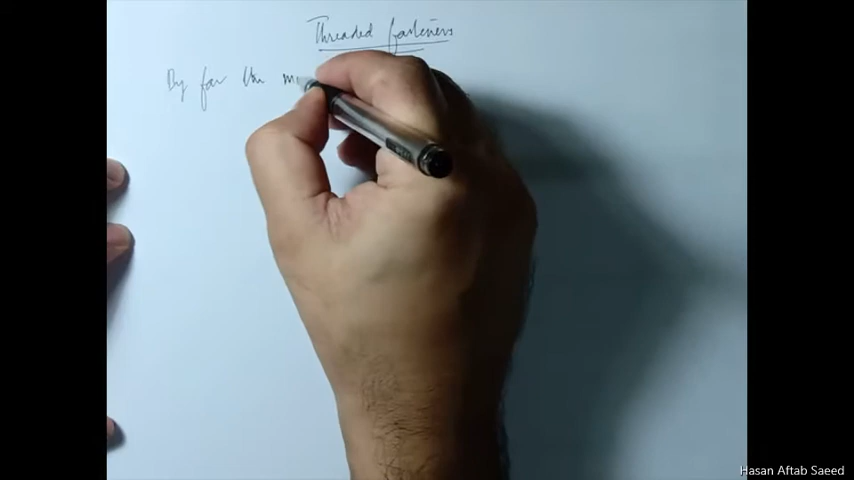 Threaded fasteners
By far the m
Hasan Aftab Saeed